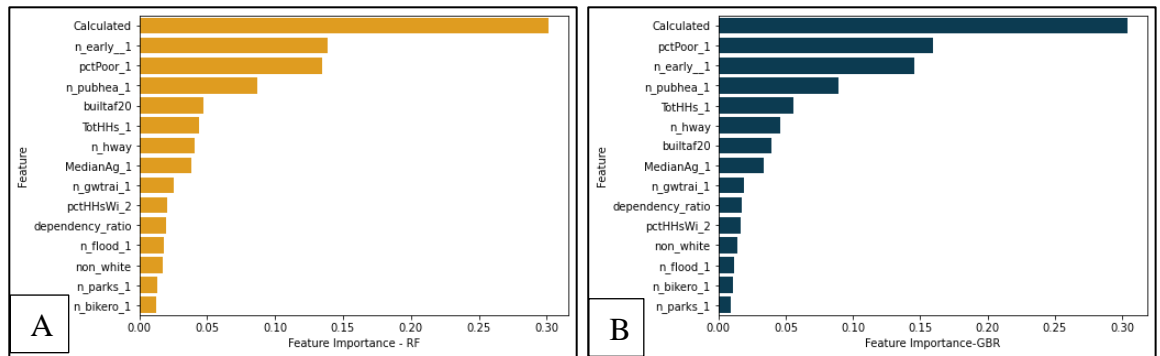 Calculated
n_early__1
pctPoor_1
n_pubhea_1
builtaf20
TotHHs_1
n_hway
MedianAg_1
n_gwtrai_1
pctHHsWi_2
dependency_ratio
n_flood_1
non_white
n_parks_1
n_bikero_1
Feature
0.00 0.05 0.10 0.15 0.20 0.25 0.30
Feature Importance - RF
A
Calculated
pctPoor_1
n_early__1
n_pubhea_1
TotHHs_1
n_hway
builtaf20
MedianAg_1
n_gwtrai_1
dependency_ratio
pctHHsWi_2
non_white
n_flood_1
n_bikero_1
n_parks_1
Feature
0.00 0.05 0.10 0.15 0.20 0.25 0.30
Feature Importance-GBR
B